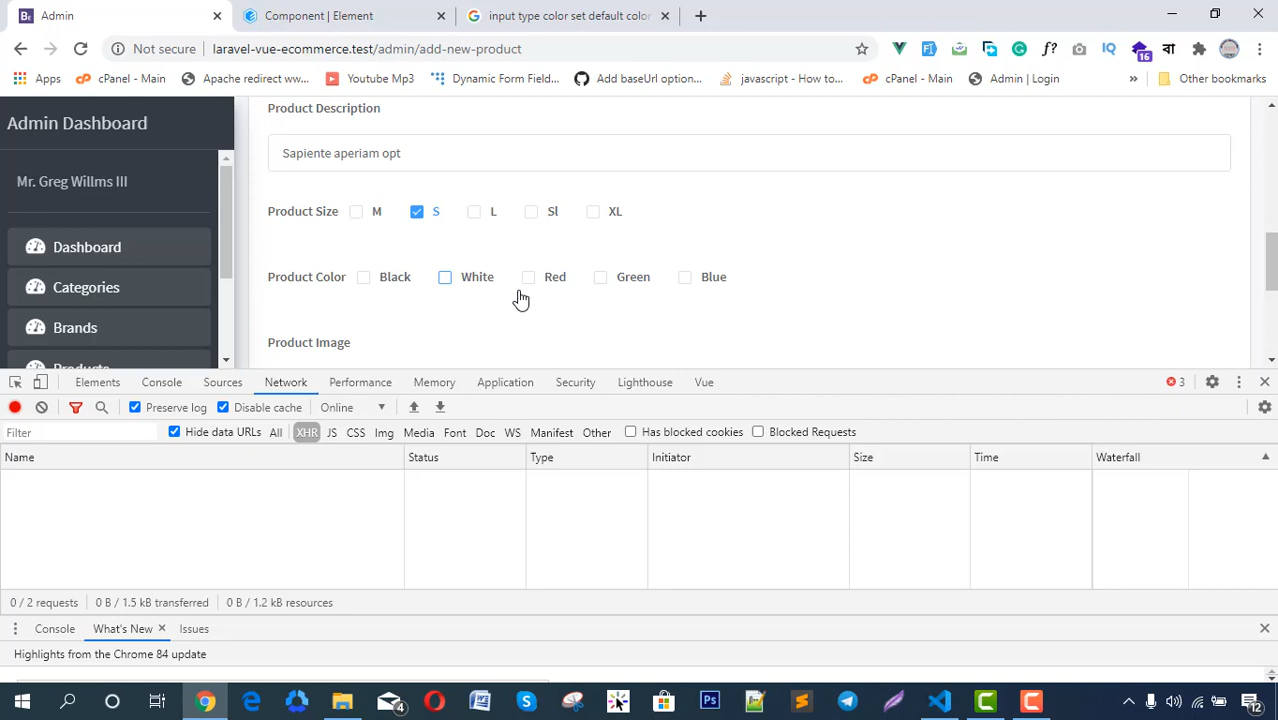 Admin
Component | Element
input type color set default color
Not secure
laravel-vue-ecommerce.test/admin/add-new-product
16
Apps
cPanel - Main
Apache redirect ww...
Youtube Mp3
Dynamic Form Field...
Add baseUrl option...
javascript - How to...
cPanel - Main
Admin | Login
Other bookmarks
Admin Dashboard
Mr. Greg Willms III
Dashboard
Categories
Brands
Products
Product Description
Sapiente aperiam opt
Product Size M S L Sl XL
Product Color Black White Red Green Blue
Product Image
Elements Console Sources Network Performance Memory Application Security Lighthouse Vue 3
Preserve log Disable cache Online
Filter Hide data URLs All XHR JS CSS Img Media Font Doc WS Manifest Other Has blocked cookies Blocked Requests
Name Status Type Initiator Size Time Waterfall
0 / 2 requests 0 B / 1.5 kB transferred 0 B / 1.2 kB resources
Console What's New Issues
Highlights from the Chrome 84 update
4
Ps
12